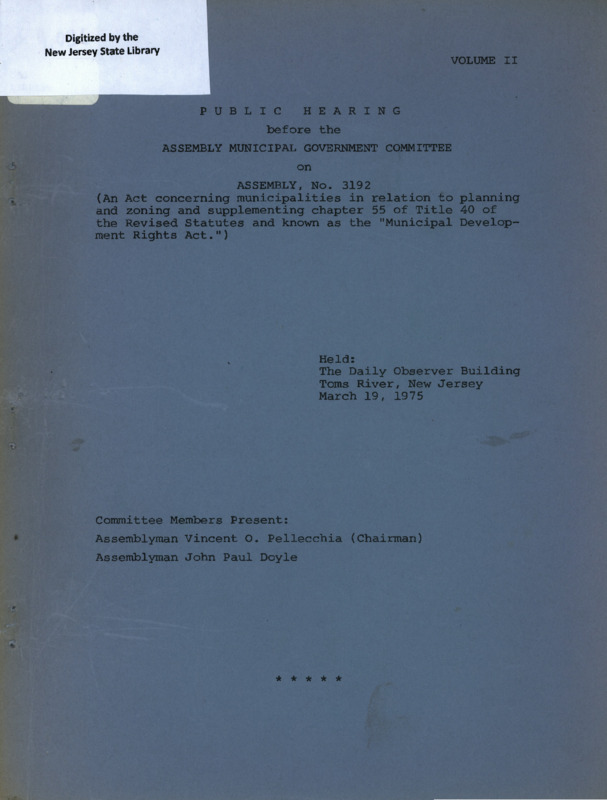 Digitized by the
New Jersey State Library
VOLUME II
P U B L I C   H E A R I N G
before the
ASSEMBLY MUNICIPAL GOVERNMENT COMMITTEE
on
ASSEMBLY, No. 3192
(An Act concerning municipalities in relation to planning
and zoning and supplementing chapter 55 of Title 40 of
the Revised Statutes and known as the "Municipal Develop-
ment Rights Act.")
Held:
The Daily Observer Building
Toms River, New Jersey
March 19, 1975
Committee Members Present:
Assemblyman Vincent O. Pellecchia (Chairman)
Assemblyman John Paul Doyle
* * * * *